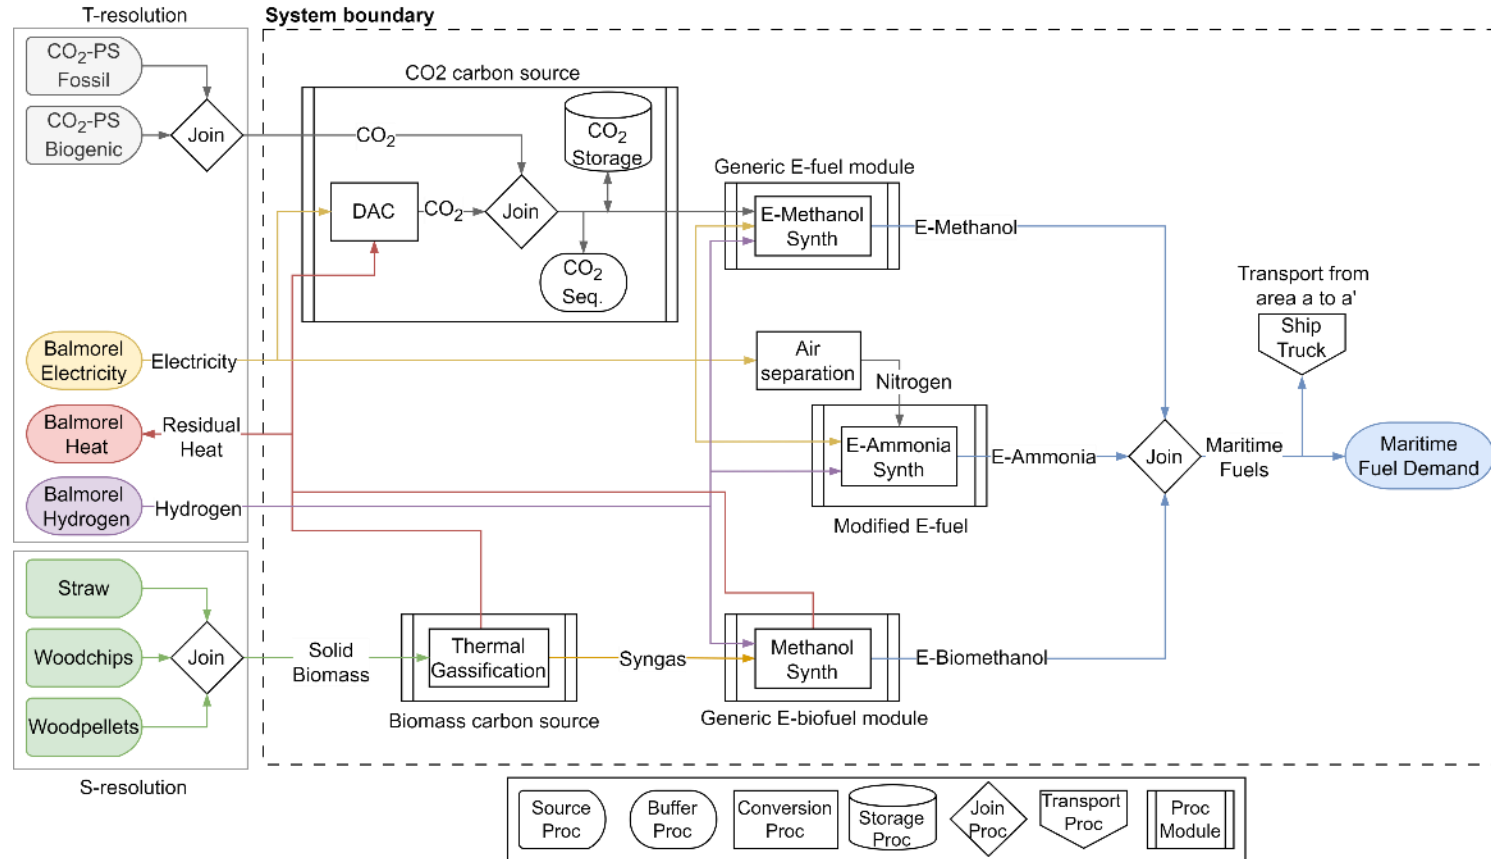 T-resolution
System boundary
CO2-PS
Fossil
CO2-PS
Biogenic
Join
CO2
CO2 carbon source
CO2
Storage
DAC
CO2
Join
CO2
Seq.
Generic E-fuel module
E-Methanol
Synth
E-Methanol
Transport from
area a to a'
Ship
Truck
Balmorel
Electricity
Electricity
Air
separation
Nitrogen
Balmorel
Heat
Residual
Heat
E-Ammonia
Synth
E-Ammonia
Modified E-fuel
Join
Maritime
Fuels
Maritime
Fuel Demand
Balmorel
Hydrogen
Hydrogen
Straw
Woodchips
Woodpellets
Join
Solid
Biomass
Thermal
Gassification
Biomass carbon source
Syngas
Methanol
Synth
Generic E-biofuel module
E-Biomethanol
S-resolution
Source
Proc
Buffer
Proc
Conversion
Proc
Storage
Proc
Join
Proc
Transport
Proc
Proc
Module